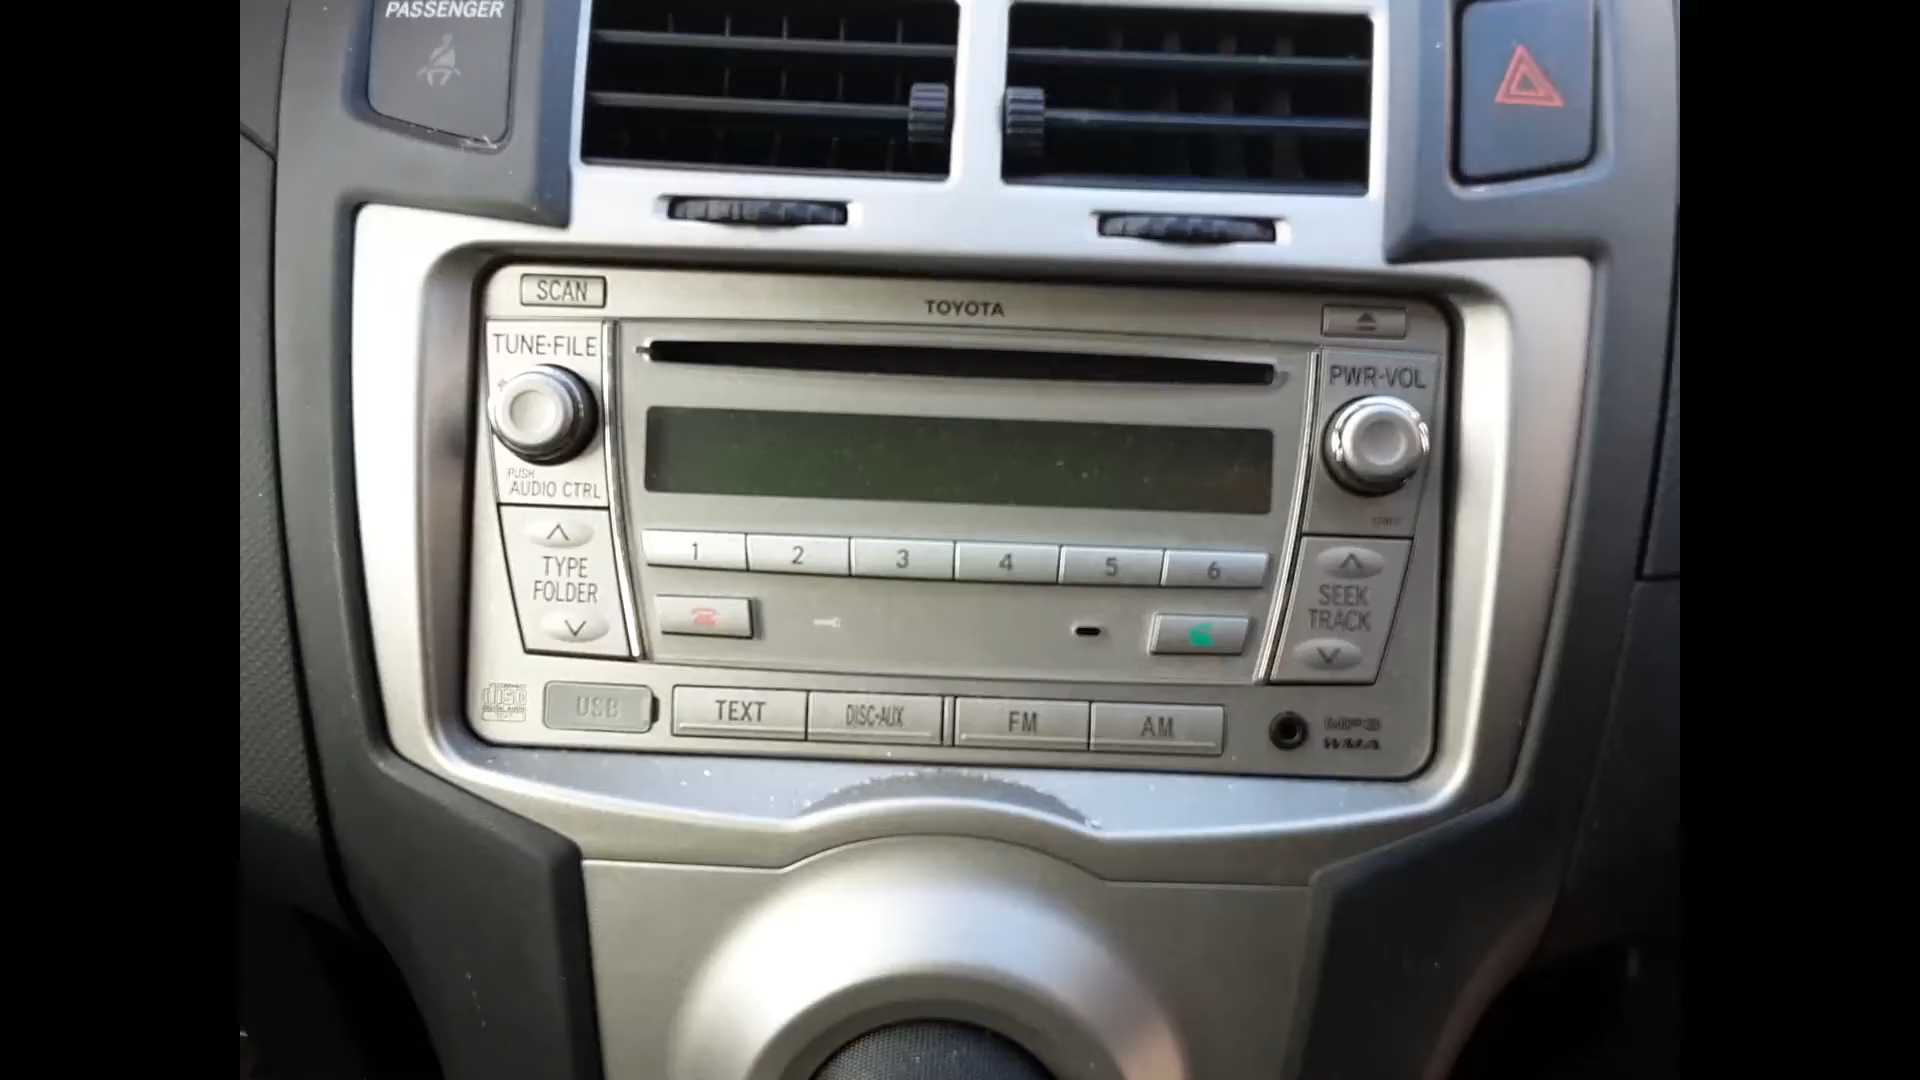 PASSENGER
SCAN
TOYOTA
TUNE·FILE
PWR·VOL
PUSH
AUDIO CTRL
1 2 3 4 5 6
TYPE
FOLDER
SEEK
TRACK
DISC
USB
TEXT
DISC·AUX
FM
AM
MP3
WMA